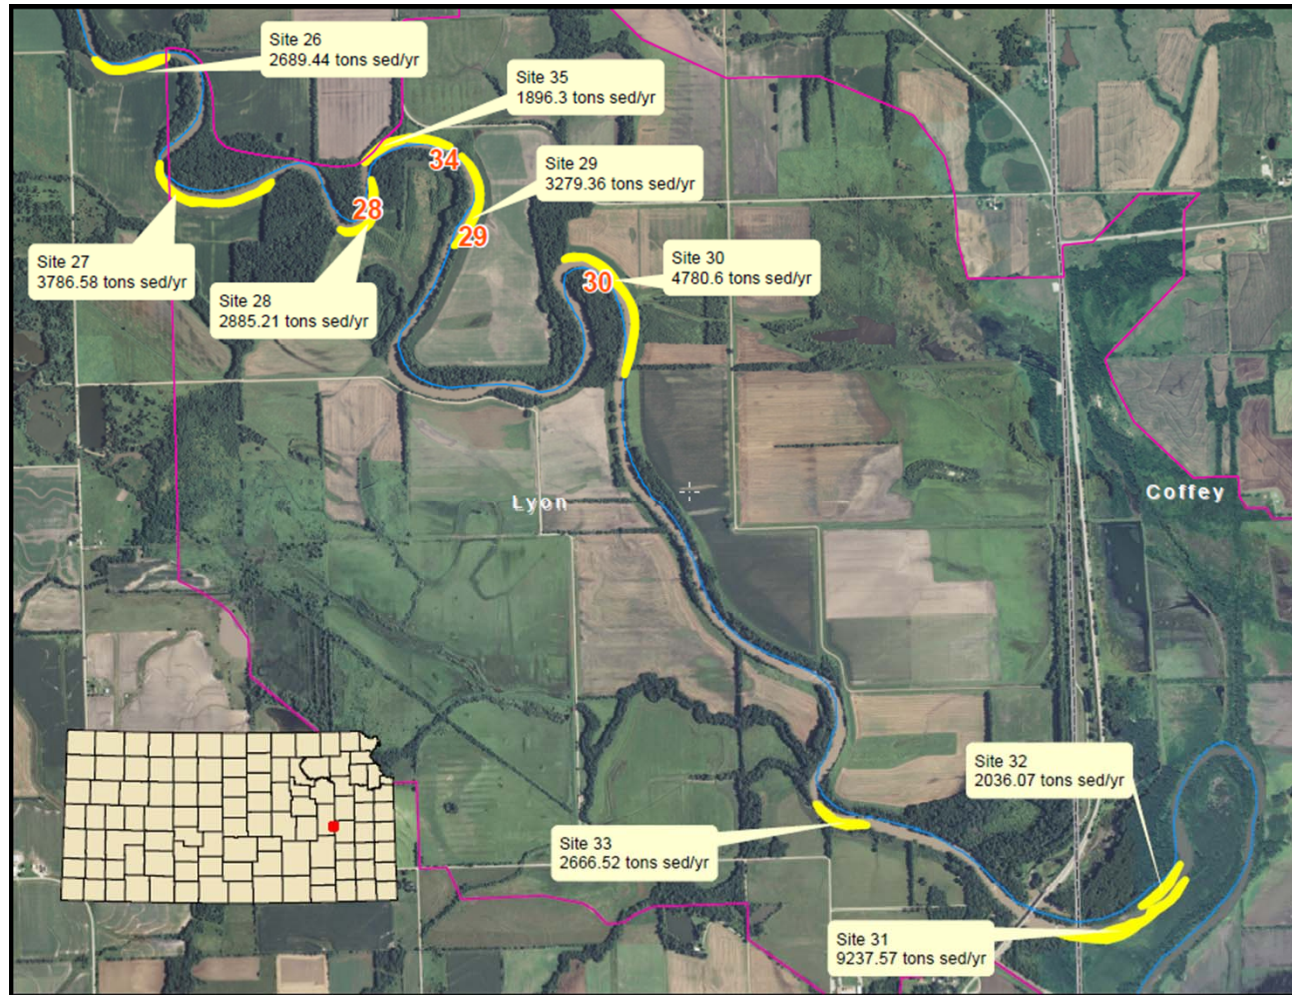 Site 26
2689.44 tons sed/yr
Site 35
1896.3 tons sed/yr
34
Site 29
3279.36 tons sed/yr
28
29
Site 27
3786.58 tons sed/yr
Site 30
4780.6 tons sed/yr
30
Site 28
2885.21 tons sed/yr
Lyon
Coffey
Site 32
2036.07 tons sed/yr
Site 33
2666.52 tons sed/yr
Site 31
9237.57 tons sed/yr